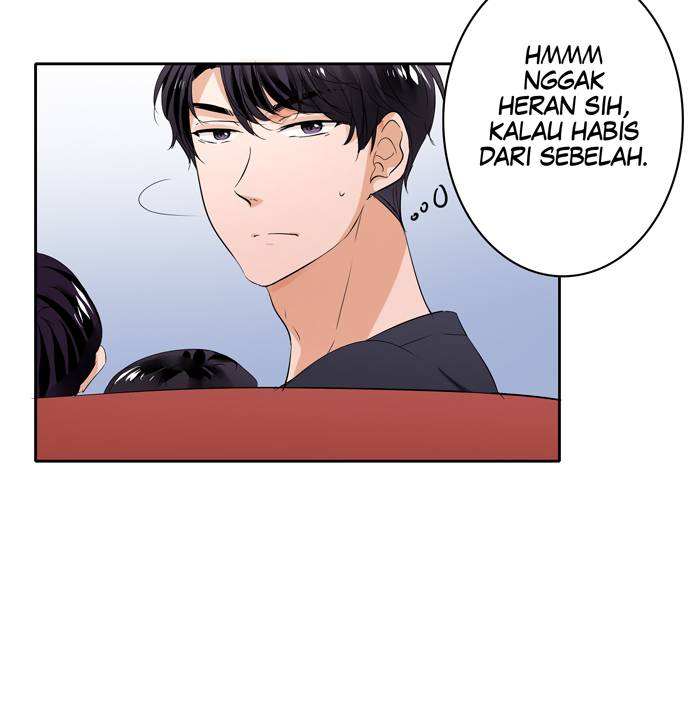 HMMM
NGGAK
HERAN SIH,
KALAU HABIS
DARI SEBELAH.